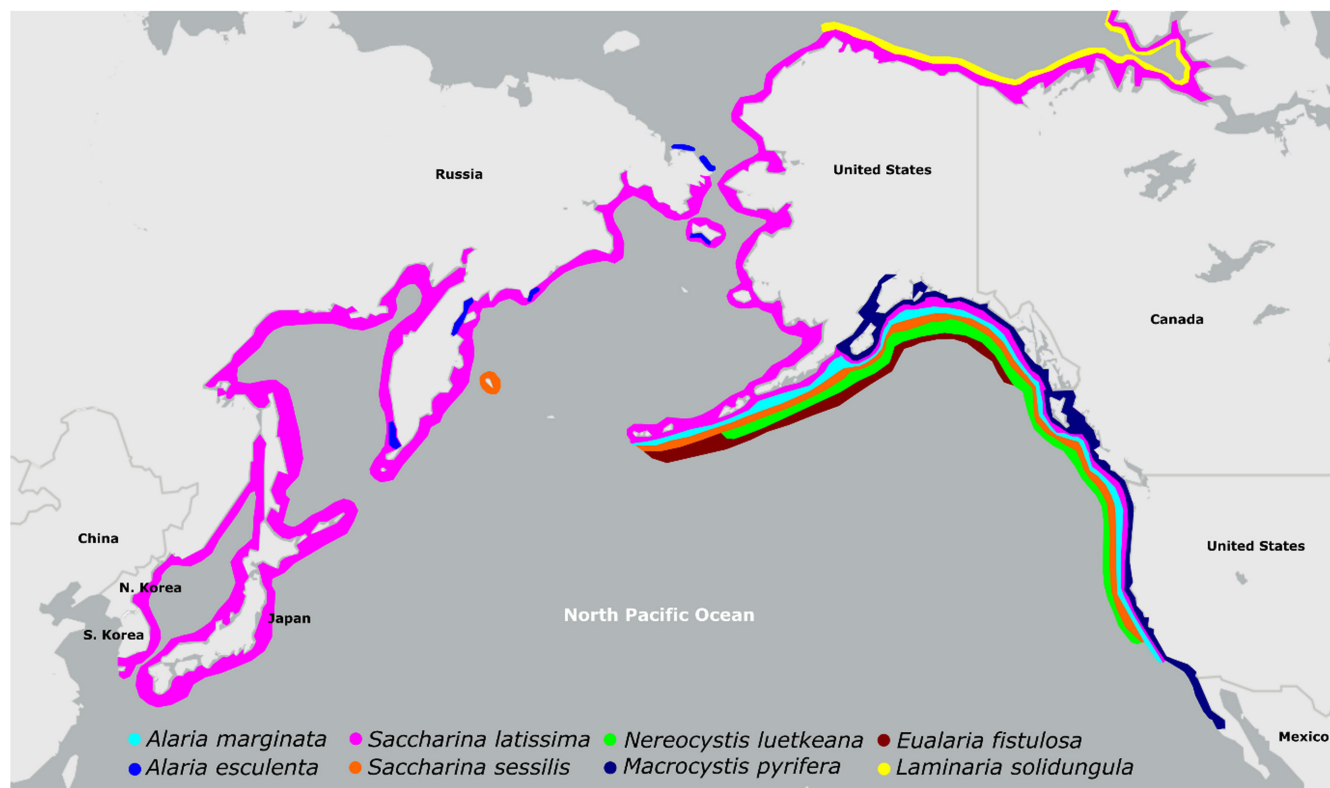 Russia
United States
Canada
China
United States
N. Korea
North Pacific Ocean
Japan
S. Korea
Mexico
Alaria marginata
Saccharina latissima
Nereocystis luetkeana
Eualaria fistulosa
Alaria esculenta
Saccharina sessilis
Macrocystis pyrifera
Laminaria solidungula